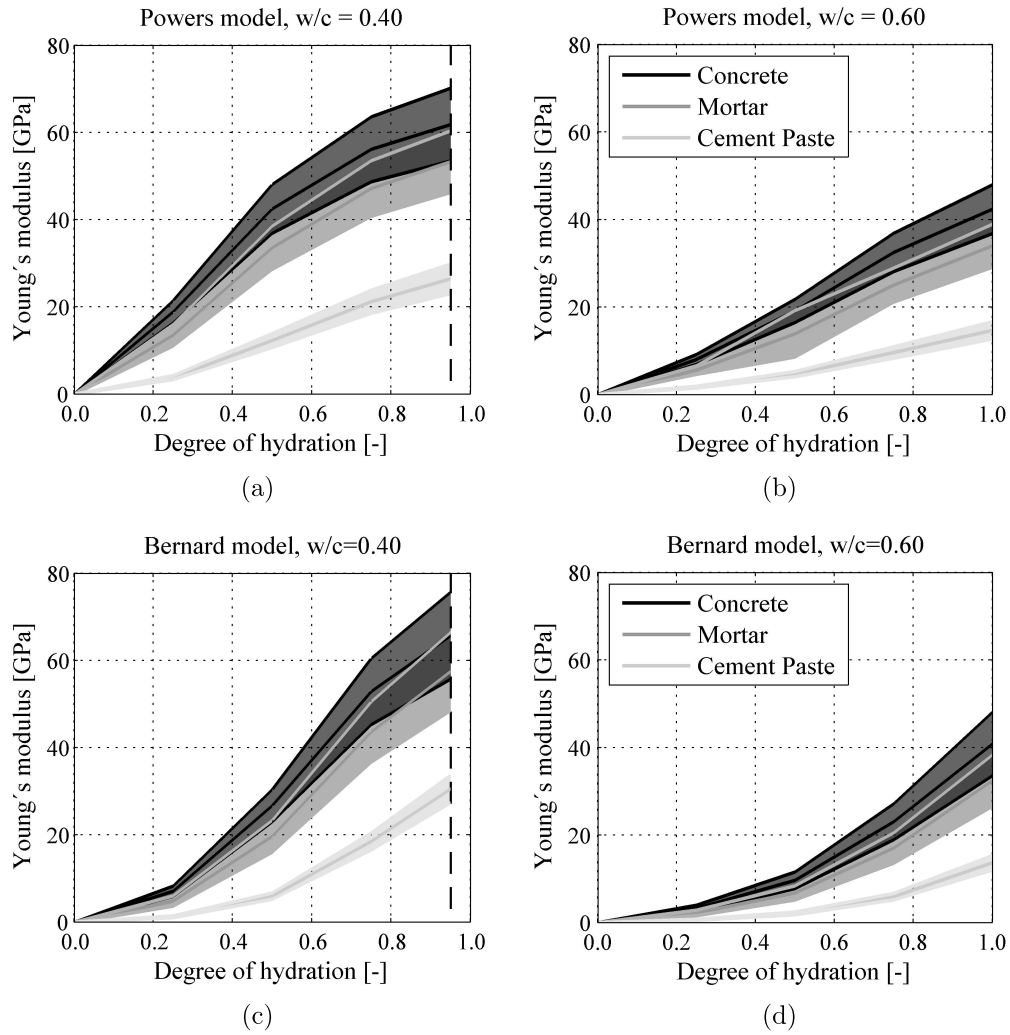 Powers model, w/c = 0.40
80
60
40
20
0
0.0 0.2 0.4 0.6 0.8 1.0
Young´s modulus [GPa]
Degree of hydration [-]
(a)
Powers model, w/c = 0.60
Concrete
Mortar
Cement Paste
80
60
40
20
0
0.0 0.2 0.4 0.6 0.8 1.0
Young´s modulus [GPa]
Degree of hydration [-]
(b)
Bernard model, w/c=0.40
80
60
40
20
0
0.0 0.2 0.4 0.6 0.8 1.0
Young´s modulus [GPa]
Degree of hydration [-]
(c)
Bernard model, w/c=0.60
Concrete
Mortar
Cement Paste
80
60
40
20
0
0.0 0.2 0.4 0.6 0.8 1.0
Young´s modulus [GPa]
Degree of hydration [-]
(d)